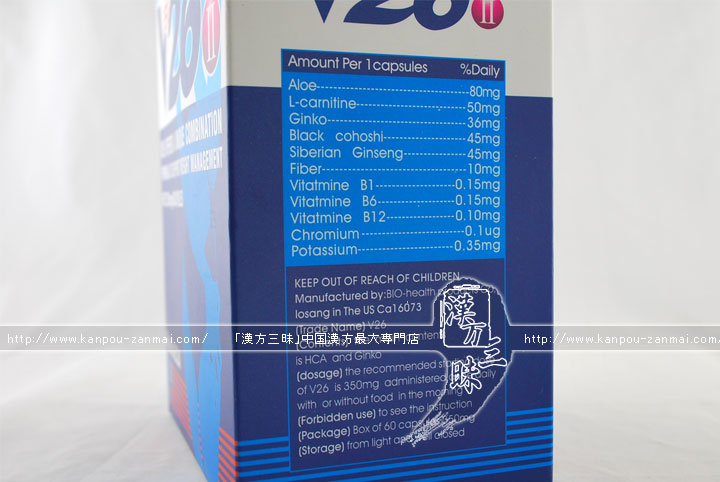 V26 II
COMBINATION
WEIGHT MANAGEMENT
Amount Per 1capsules %Daily
Aloe 80mg
L-carnitine 50mg
Ginko 36mg
Black cohoshi 45mg
Siberian Ginseng 45mg
Fiber 10mg
Vitatmine B1 0.15mg
Vitatmine B6 0.15mg
Vitatmine B12 0.10mg
Chromium 0.1ug
Potassium 0.35mg
KEEP OUT OF REACH OF CHILDREN
Manufactured by:BIO-health
losang in The US Ca16073
(Trade Name) V26
http://www.kanpou-zanmai.com/ 「漢方三昧」中国漢方最大専門店 http://www.kanpou-zanmai.com/
is HCA and Ginko
(dosage) the recommended
of V26 is 350mg administered daily
with or without food in the morning
(Forbidden use) to see the instruction
(Package) Box of 60
(Storage) from light and closed
漢方三昧